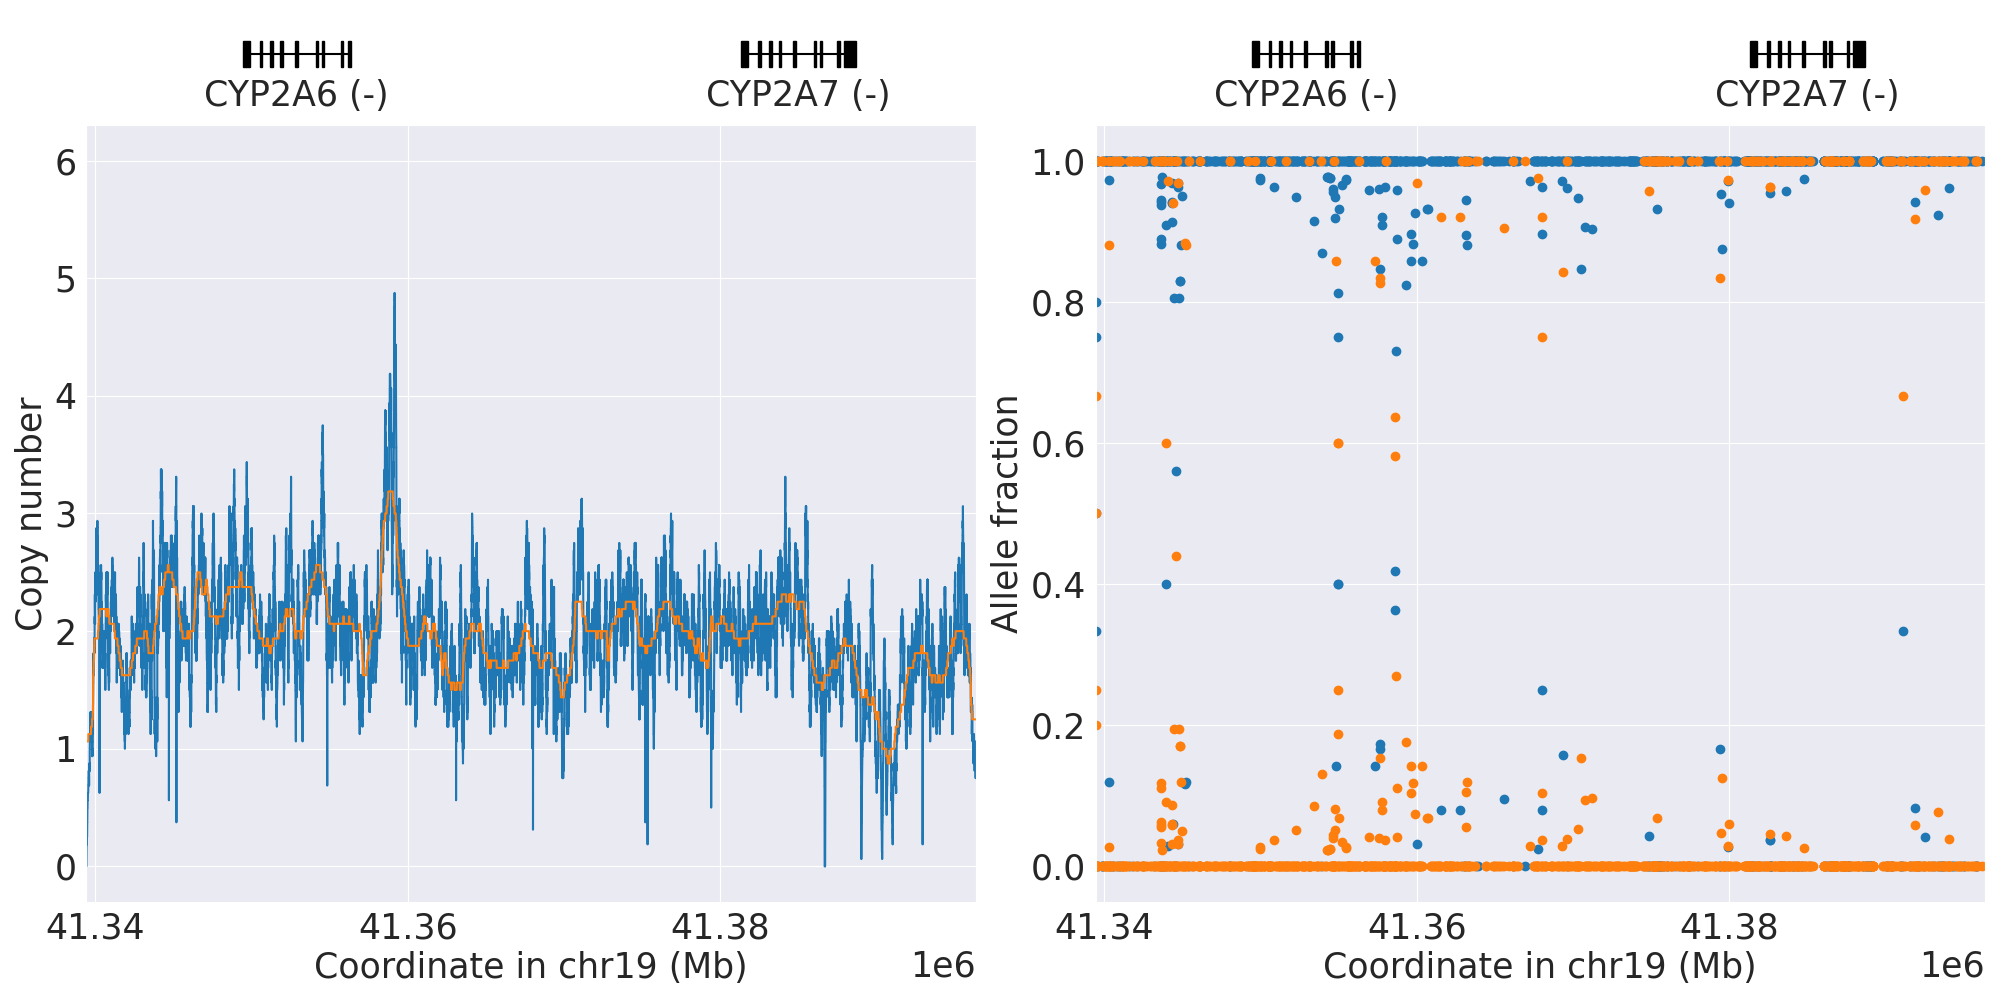 CYP2A6 (-) CYP2A7 (-)
6
5
4
3
2
1
0
Copy number
41.34 41.36 41.38
Coordinate in chr19 (Mb) 1e6
CYP2A6 (-) CYP2A7 (-)
1.0
0.8
0.6
0.4
0.2
0.0
Allele fraction
41.34 41.36 41.38
Coordinate in chr19 (Mb) 1e6